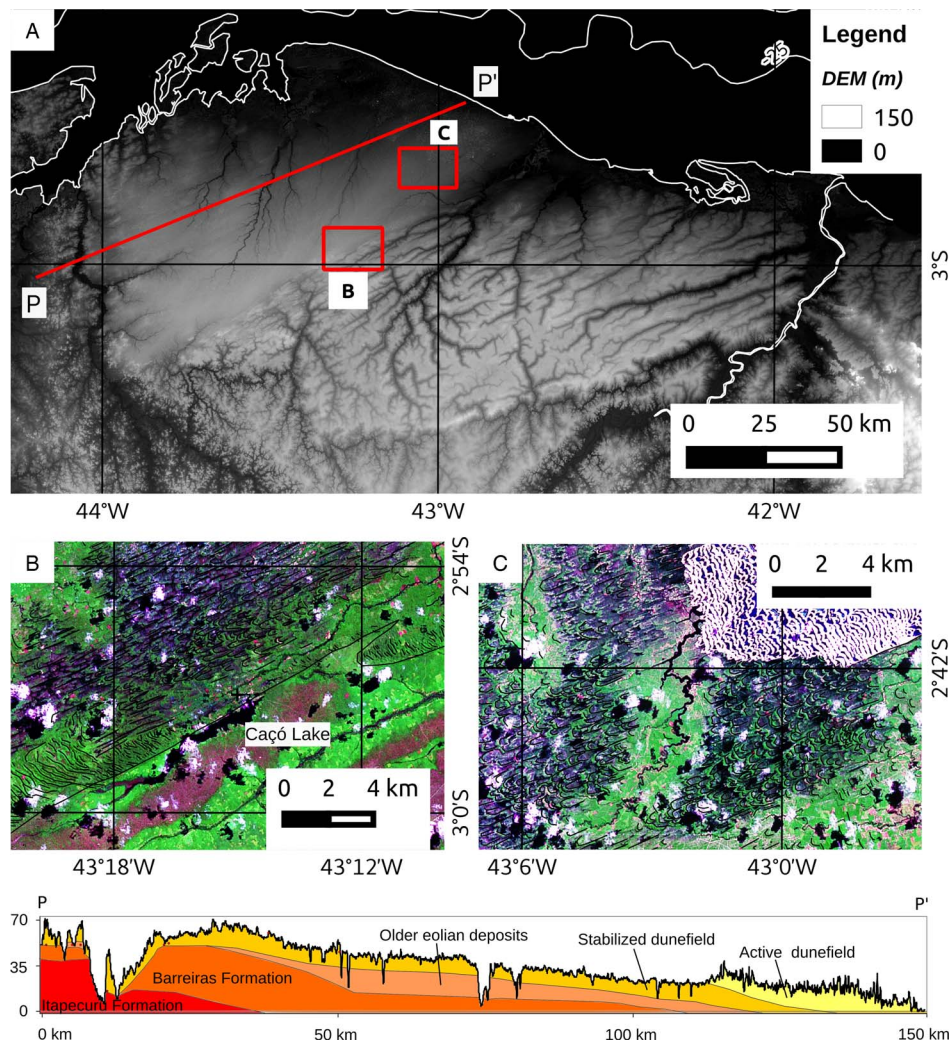 A
Legend
DEM (m)
150
0
P'
C
B
P
3°S
0 25 50 km
44°W 43°W 42°W
B
2°54'S
Caçó Lake
0 2 4 km
3°0'S
43°18'W 43°12'W
C
0 2 4 km
2°42'S
43°6'W 43°0'W
P P'
70
35
0
Older eolian deposits
Stabilized dunefield
Active dunefield
Barreiras Formation
Itapecuru Formation
0 km 50 km 100 km 150 km